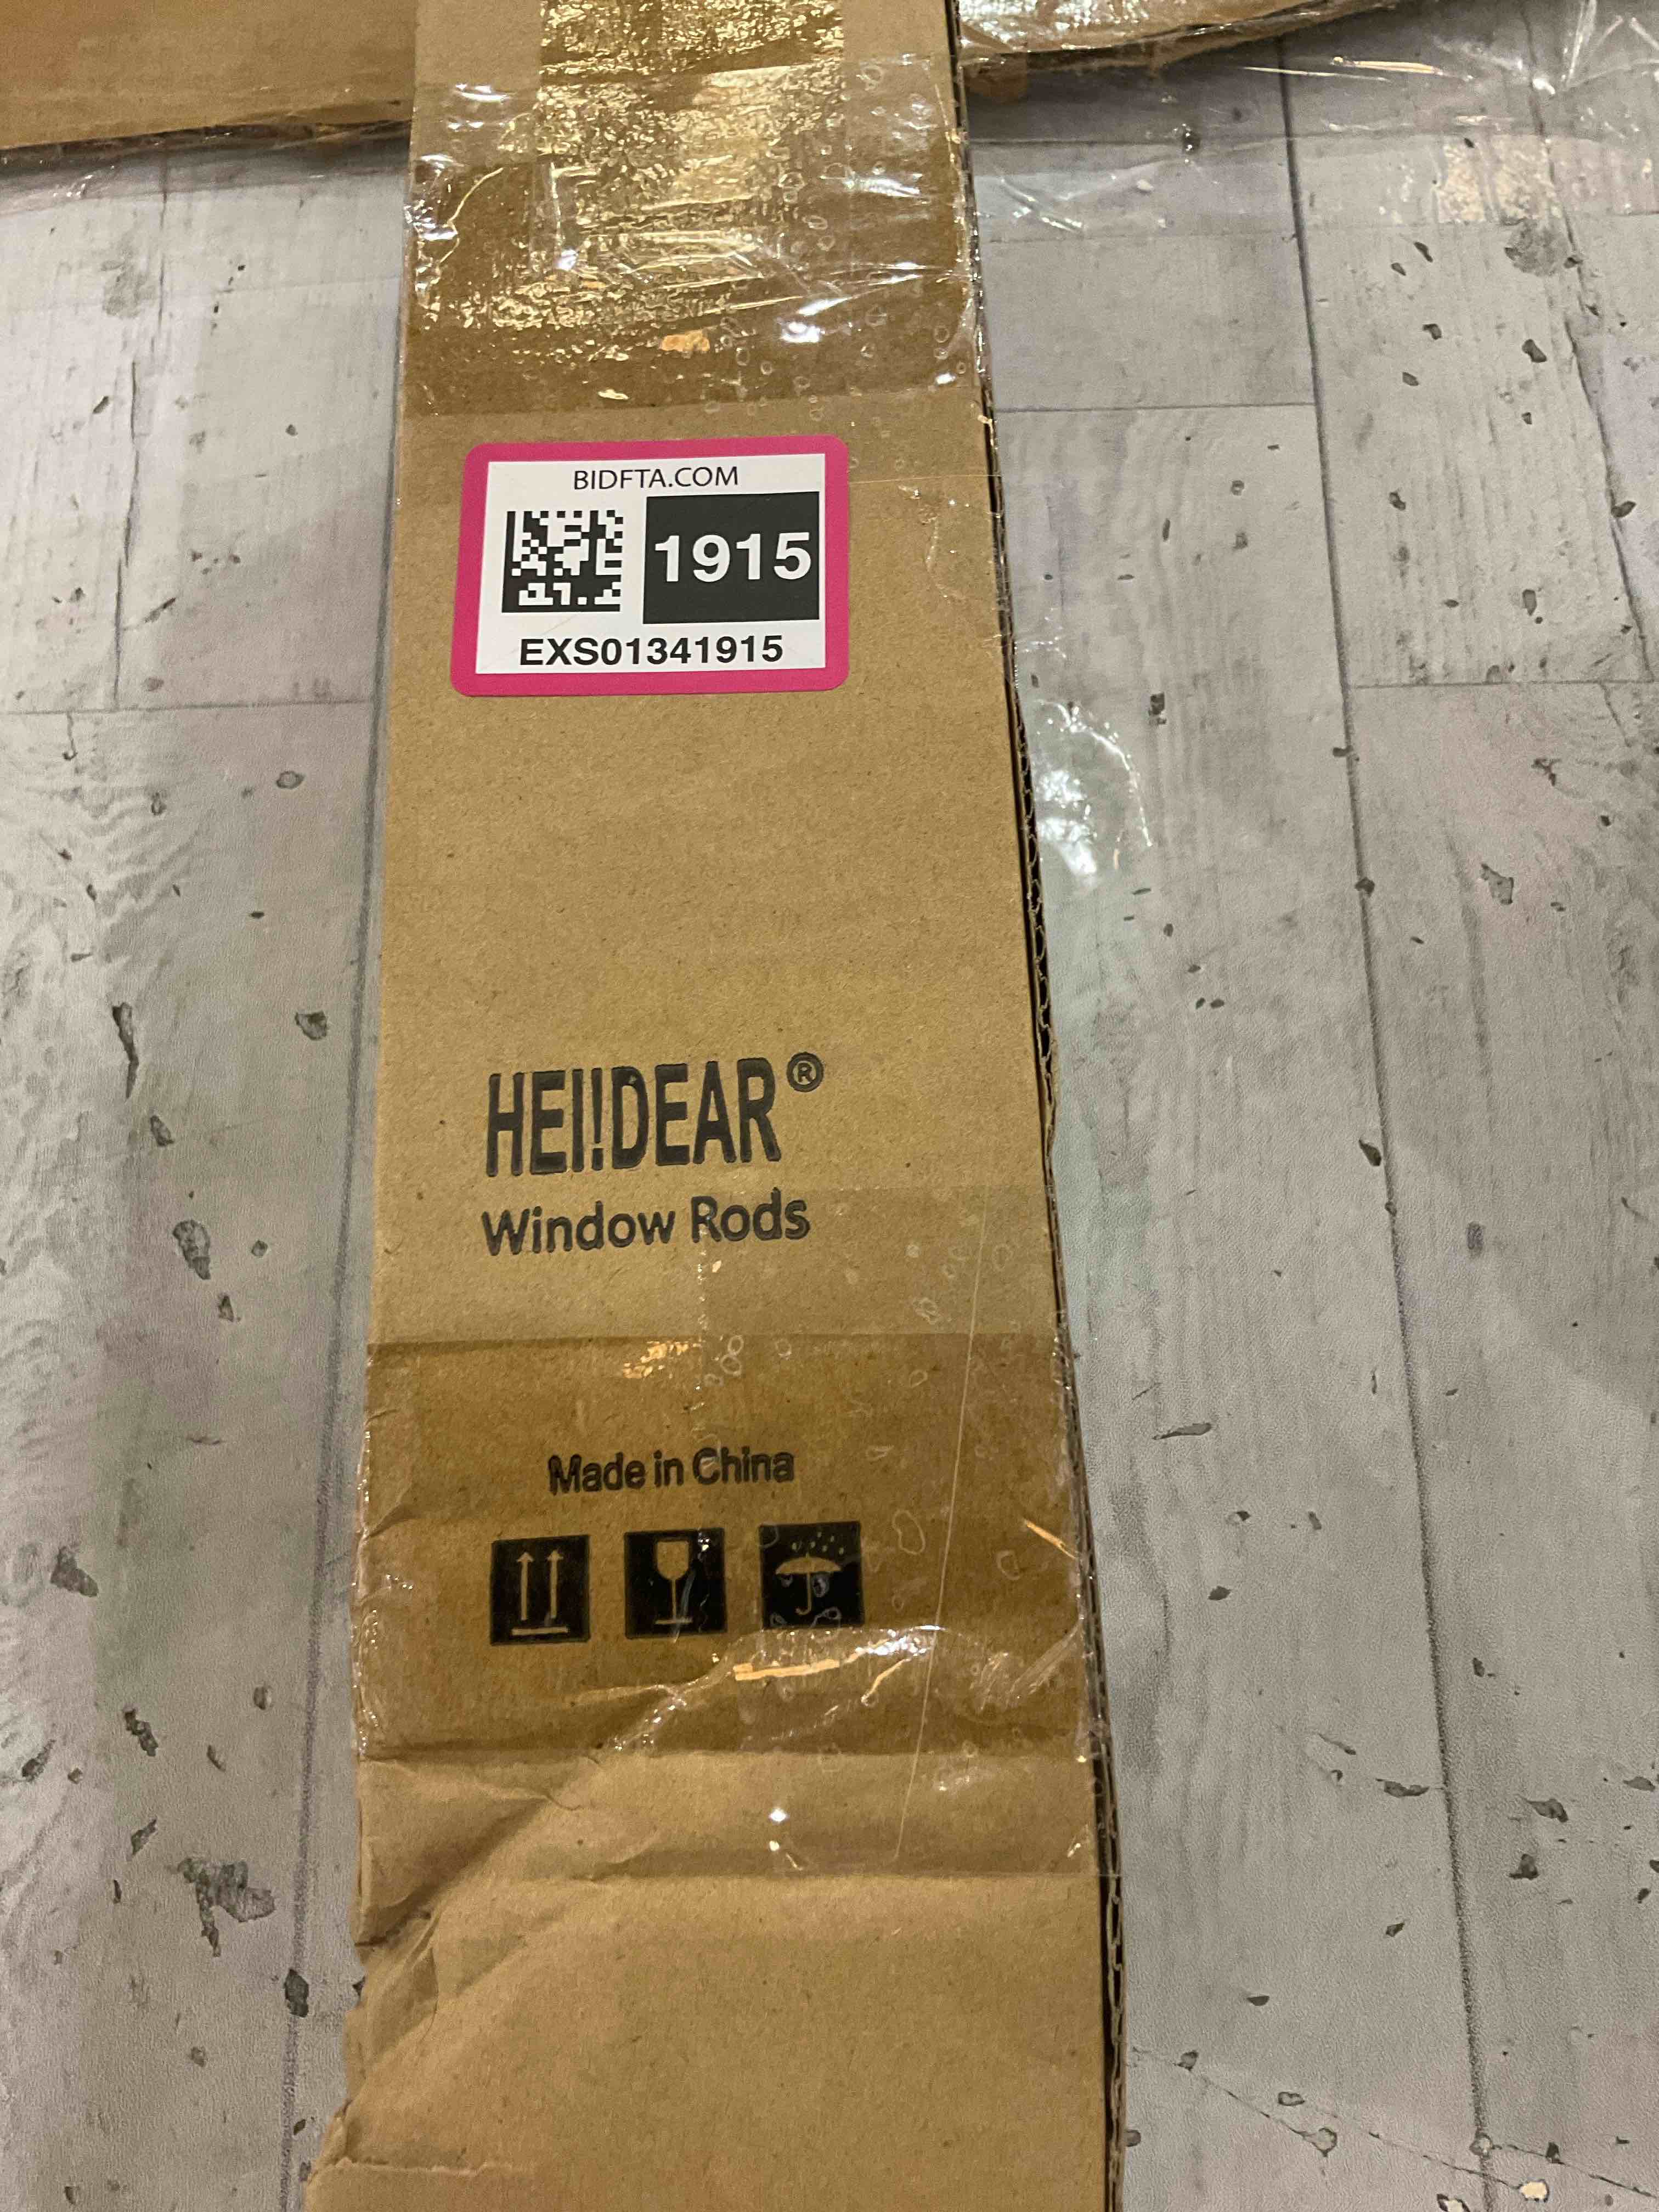 BIDFTA.COM
1915
EXS01341915
HEI!DEAR®
Window Rods
Made in China